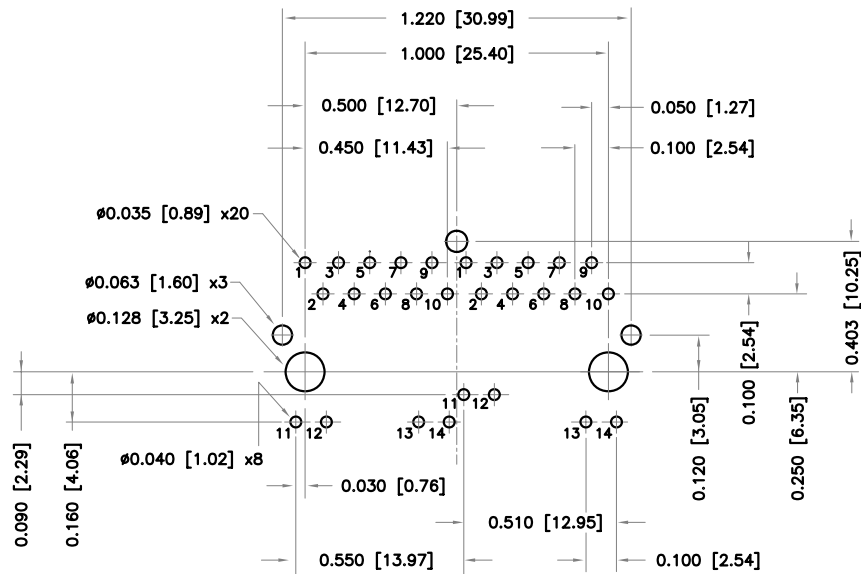 1.220 [30.99]
1.000 [25.40]
0.500 [12.70]
0.050 [1.27]
0.450 [11.43]
0.100 [2.54]
ø0.035 [0.89] x20
1 3 5 7 9 1 3 5 7 9
ø0.063 [1.60] x3
2 4 6 8 10 2 4 6 8 10
ø0.128 [3.25] x2
0.403 [10.25]
0.100 [2.54]
0.250 [6.35]
0.120 [3.05]
11 12
11 12 13 14 13 14
ø0.040 [1.02] x8
0.090 [2.29]
0.160 [4.06]
0.030 [0.76]
0.510 [12.95]
0.550 [13.97]
0.100 [2.54]